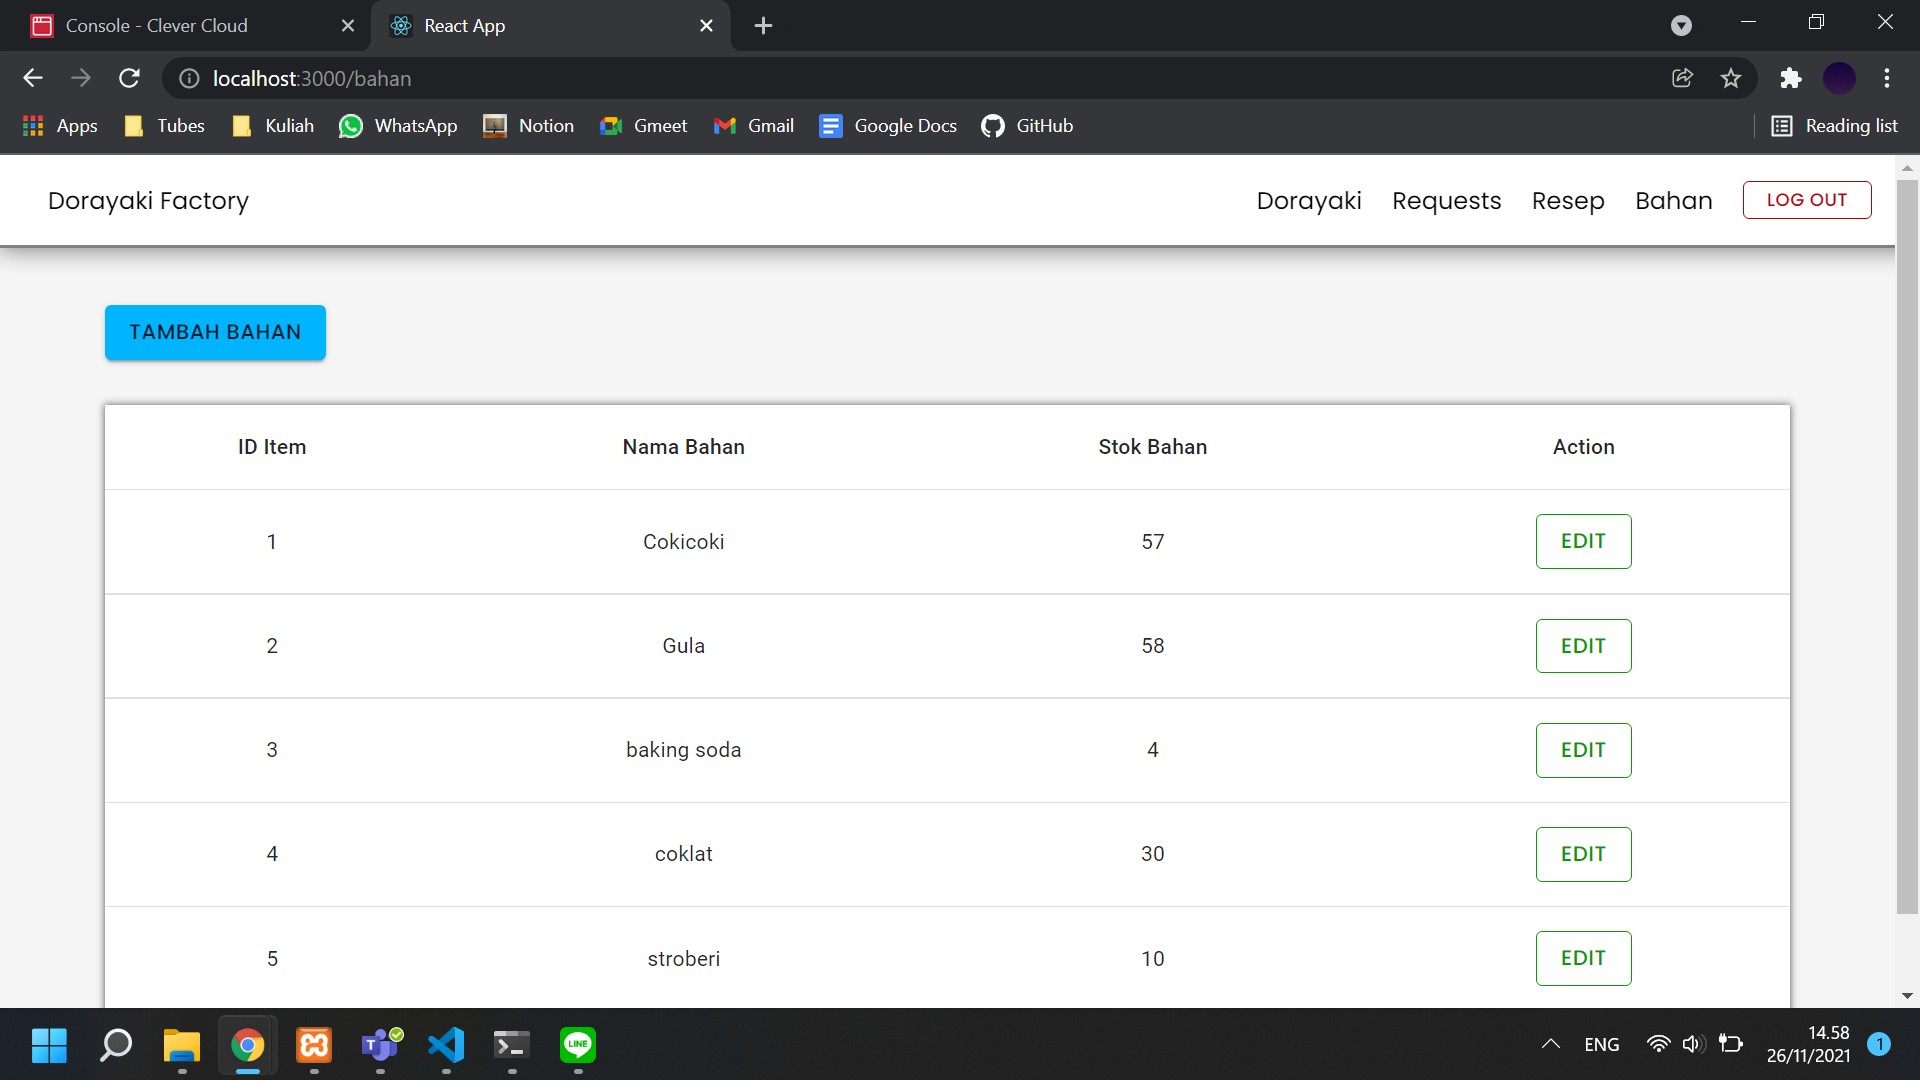 Console - Clever Cloud
React App
localhost:3000/bahan
Apps Tubes Kuliah WhatsApp Notion Gmeet Gmail Google Docs GitHub Reading list
Dorayaki Factory Dorayaki Requests Resep Bahan LOG OUT
TAMBAH BAHAN
ID Item Nama Bahan Stok Bahan Action
1 Cokicoki 57 EDIT
2 Gula 58 EDIT
3 baking soda 4 EDIT
4 coklat 30 EDIT
5 stroberi 10 EDIT
T LINE ENG 14.58 1
26/11/2021